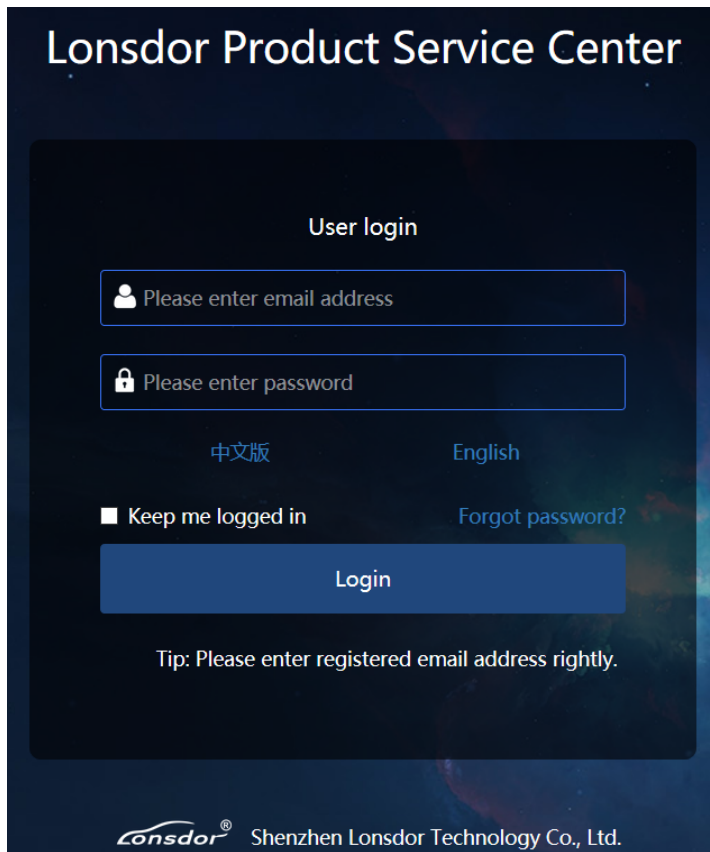 Lonsdor Product Service Center
User login
Please enter email address
Please enter password
中文版 English
Keep me logged in Forgot password?
Login
Tip: Please enter registered email address rightly.
Lonsdor® Shenzhen Lonsdor Technology Co., Ltd.